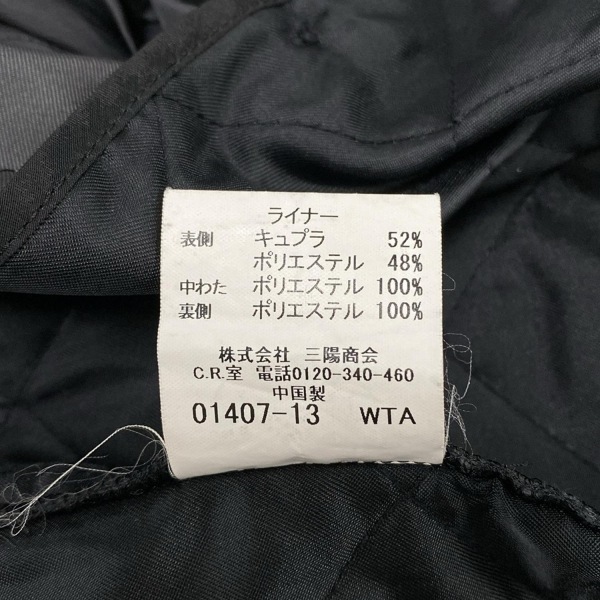 ライナー
表側 キュプラ 52%
ポリエステル 48%
中わた ポリエステル 100%
裏側 ポリエステル 100%
株式会社 三陽商会
C.R.室 電話0120-340-460
中国製
01407-13 WTA